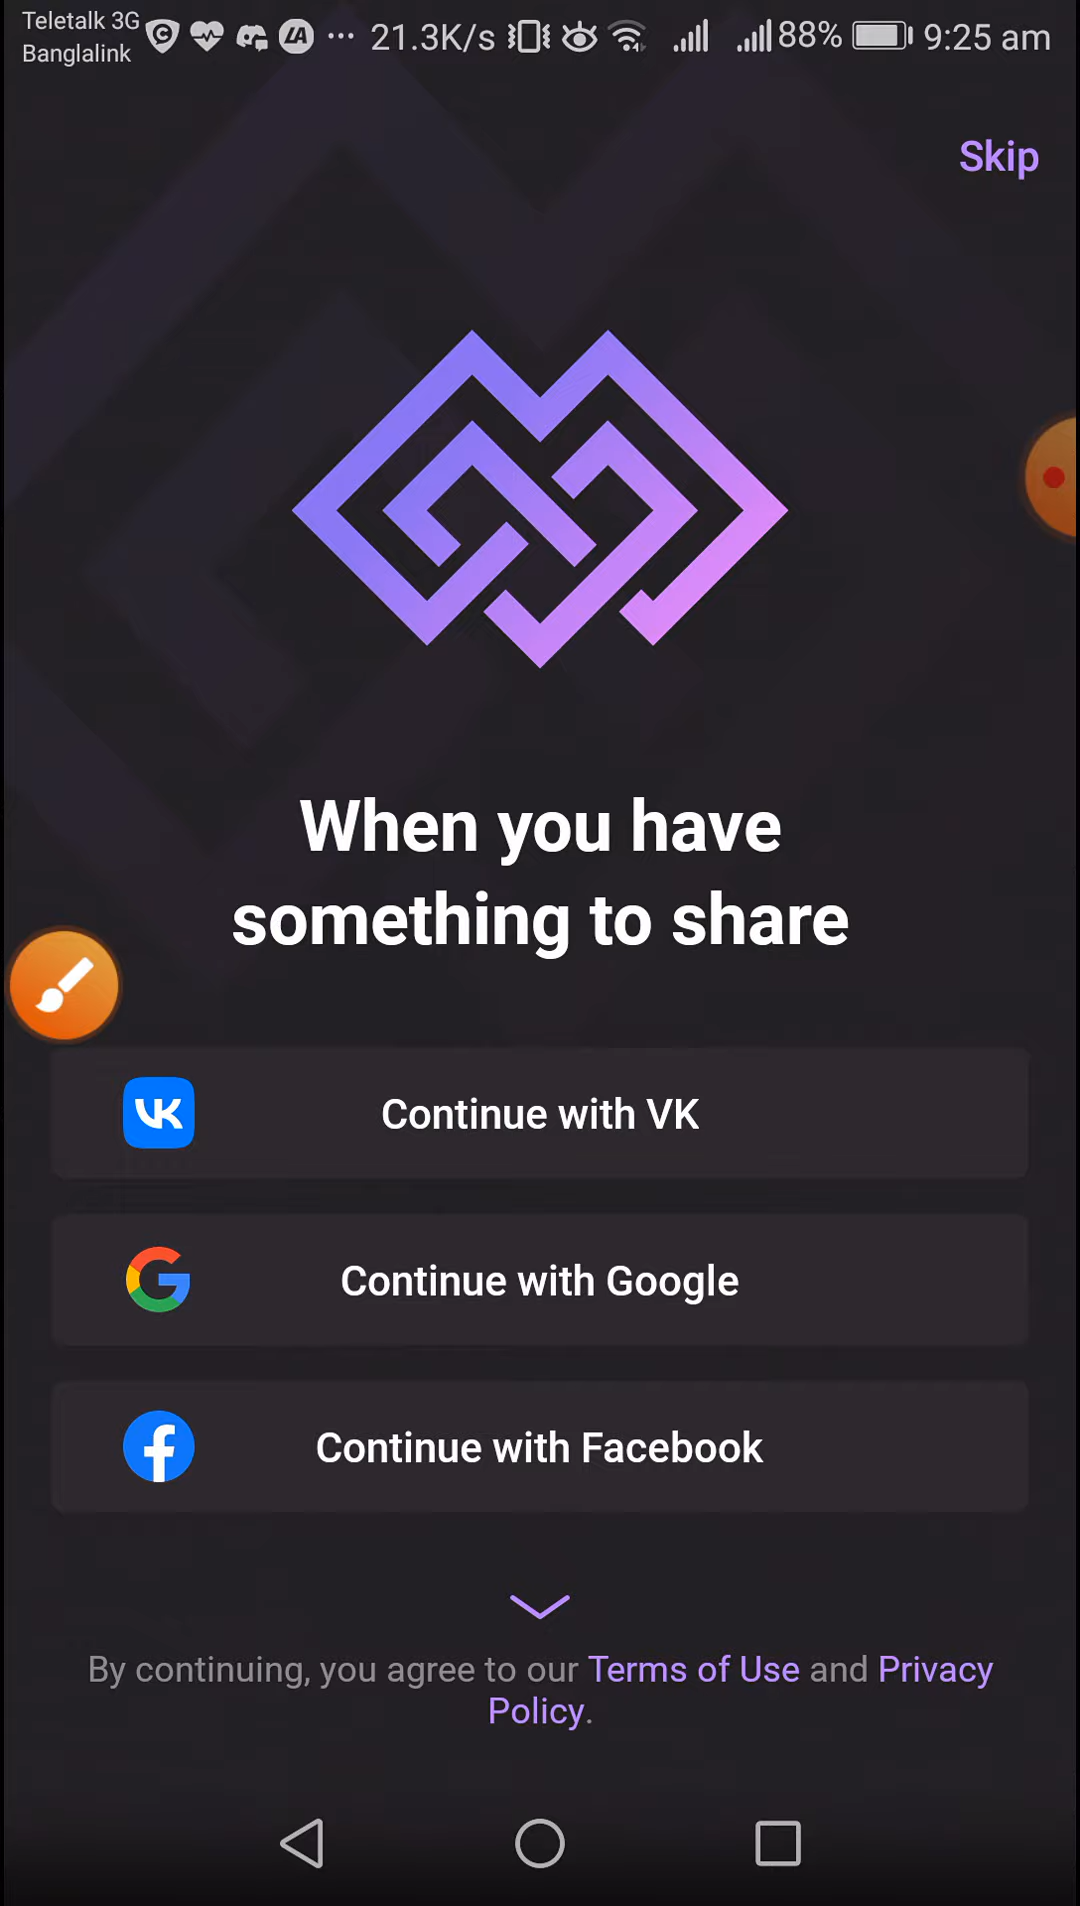 Teletalk 3G
Banglalink
21.3K/s 88% 9:25 am
Skip
When you have
something to share
Continue with VK
Continue with Google
Continue with Facebook
By continuing, you agree to our Terms of Use and Privacy
Policy.